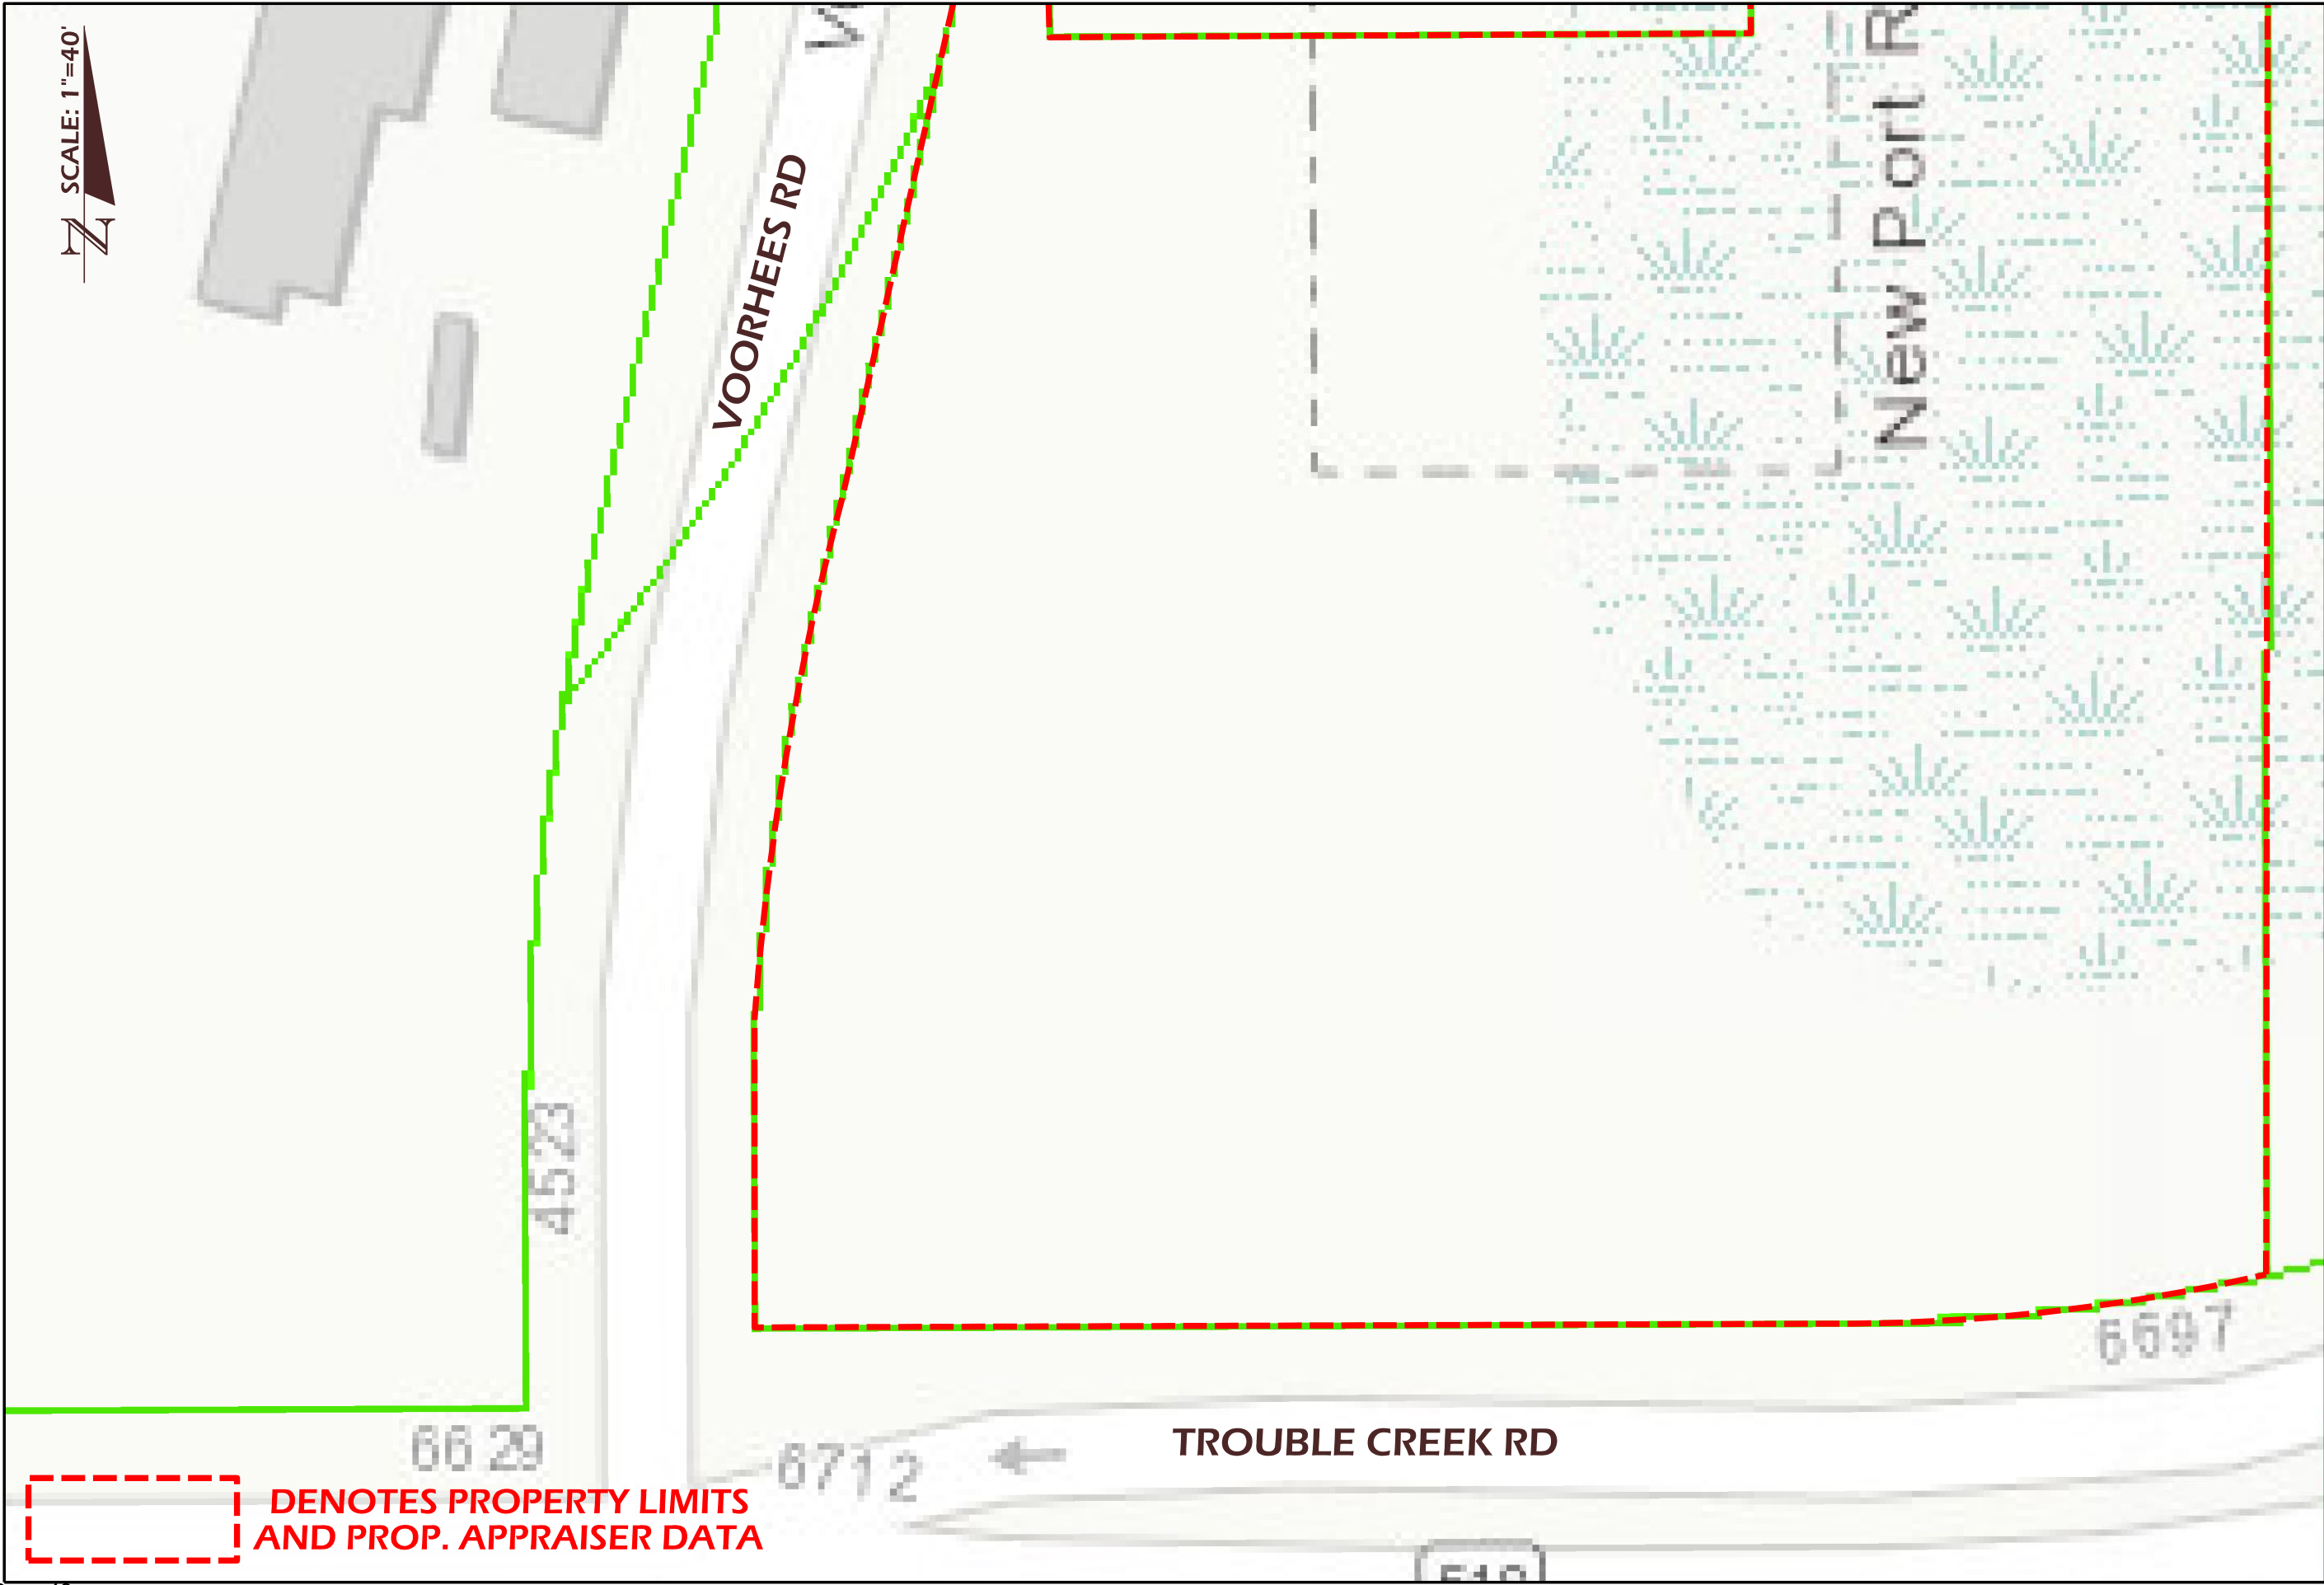 SCALE: 1"=40'
N
VOORHEES RD
New Port R
4523
6697
6629
6712
TROUBLE CREEK RD
DENOTES PROPERTY LIMITS
AND PROP. APPRAISER DATA